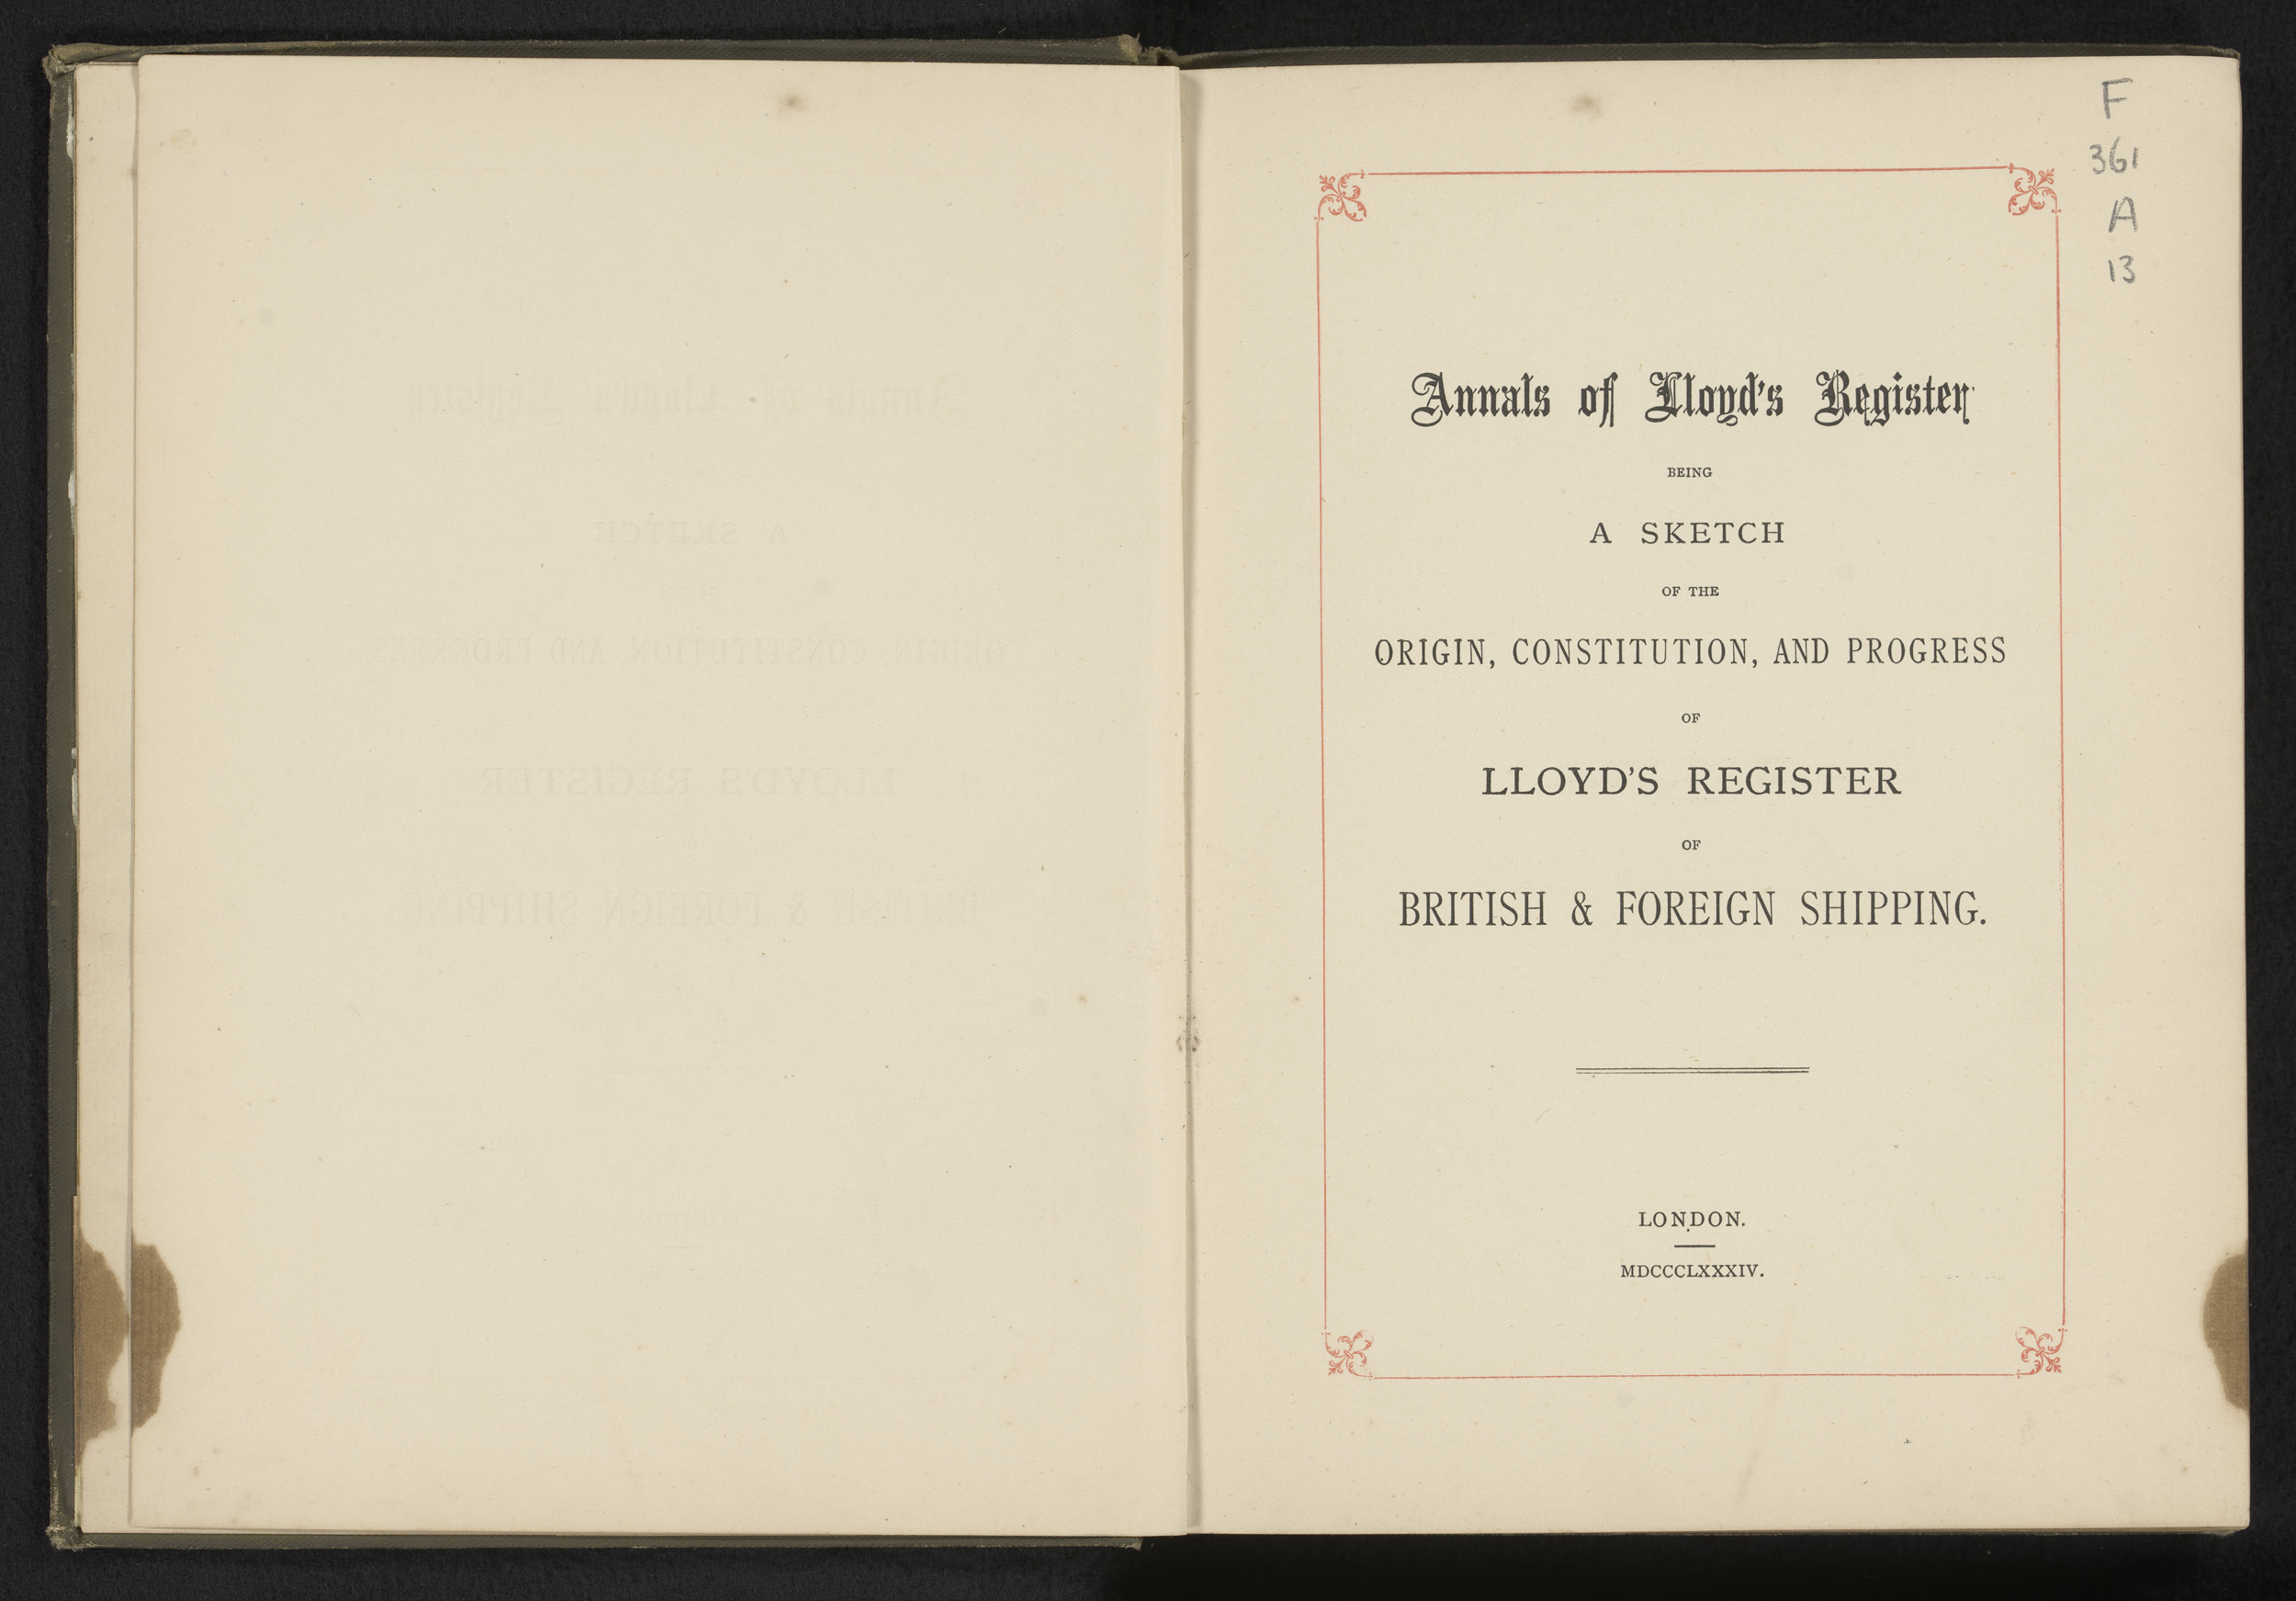 F
361
A
13
Annals of Lloyd's Register
BEING
A SKETCH
OF THE
ORIGIN, CONSTITUTION, AND PROGRESS
OF
LLOYD'S REGISTER
OF
BRITISH & FOREIGN SHIPPING.
LONDON.
MDCCCLXXXIV.